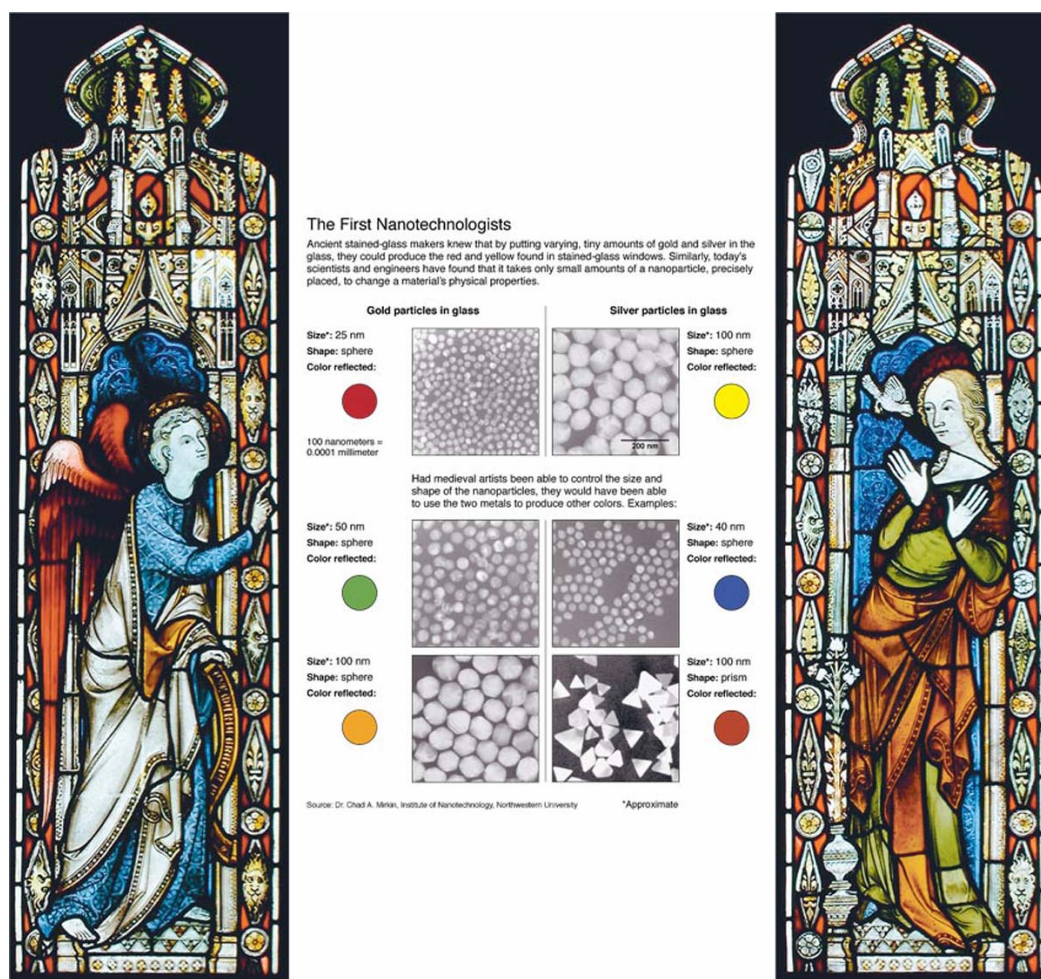 The First Nanotechnologists
Ancient stained-glass makers knew that by putting varying, tiny amounts of gold and silver in the
glass, they could produce the red and yellow found in stained-glass windows. Similarly, today's
scientists and engineers have found that it takes only small amounts of a nanoparticle, precisely
placed, to change a material's physical properties.
Gold particles in glass
Silver particles in glass
Size*: 25 nm
Shape: sphere
Color reflected:
100 nanometers =
0.0001 millimeter
Size*: 100 nm
Shape: sphere
Color reflected:
200 nm
Had medieval artists been able to control the size and
shape of the nanoparticles, they would have been able
to use the two metals to produce other colors. Examples:
Size*: 50 nm
Shape: sphere
Color reflected:
Size*: 40 nm
Shape: sphere
Color reflected:
Size*: 100 nm
Shape: sphere
Color reflected:
Size*: 100 nm
Shape: prism
Color reflected:
Source: Dr. Chad A. Mirkin, Institute of Nanotechnology, Northwestern University
*Approximate